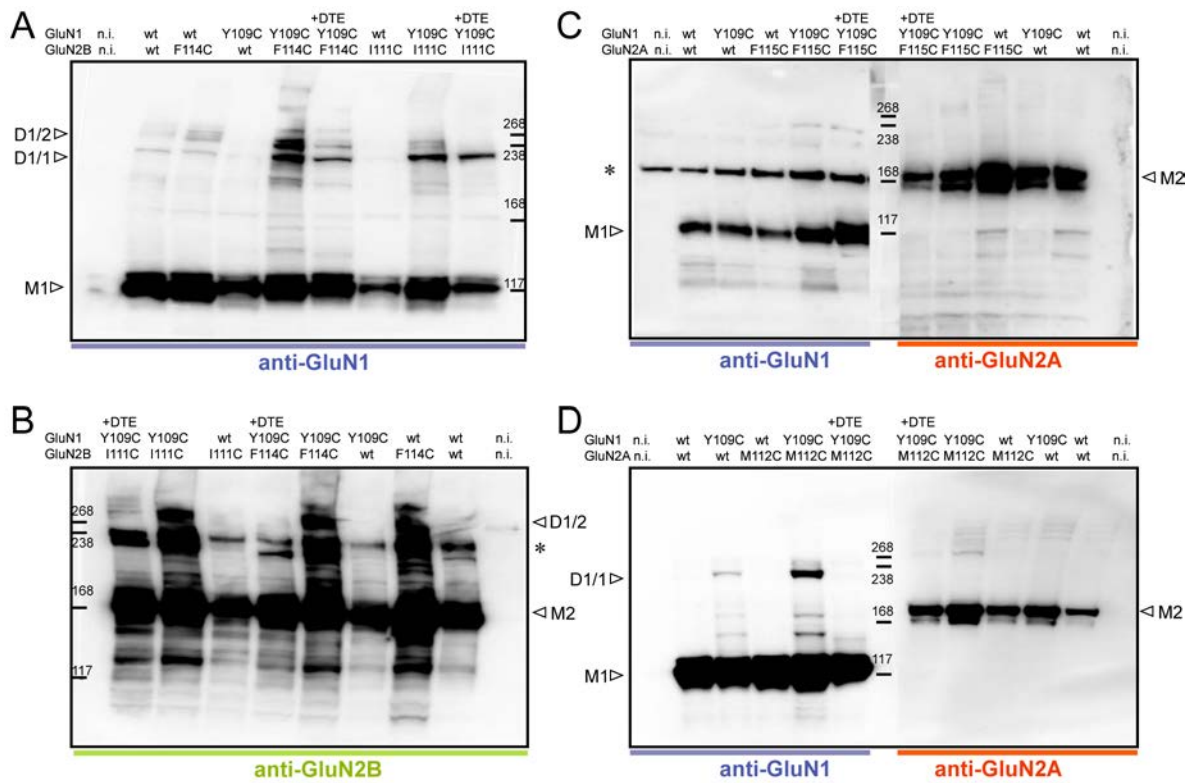 A
+DTE +DTE
GluN1 n.i. wt wt Y109C Y109C Y109C wt Y109C Y109C
GluN2B n.i. wt F114C wt F114C F114C I111C I111C I111C
D1/2
D1/1
M1
268
238
168
117
anti-GluN1
B
+DTE +DTE
GluN1 Y109C Y109C wt Y109C Y109C Y109C wt wt n.i.
GluN2B I111C I111C I111C F114C F114C wt F114C wt n.i.
268
238
168
117
D1/2
*
M2
anti-GluN2B
C
+DTE +DTE
GluN1 n.i. wt Y109C wt Y109C Y109C Y109C Y109C wt Y109C wt n.i.
GluN2A n.i. wt wt F115C F115C F115C F115C F115C F115C wt wt n.i.
*
M1
268
238
168
117
M2
anti-GluN1 anti-GluN2A
D
+DTE +DTE
GluN1 n.i. wt Y109C wt Y109C Y109C Y109C Y109C wt Y109C wt n.i.
GluN2A n.i. wt wt M112C M112C M112C M112C M112C M112C wt wt n.i.
D1/1
M1
268
238
168
117
M2
anti-GluN1 anti-GluN2A